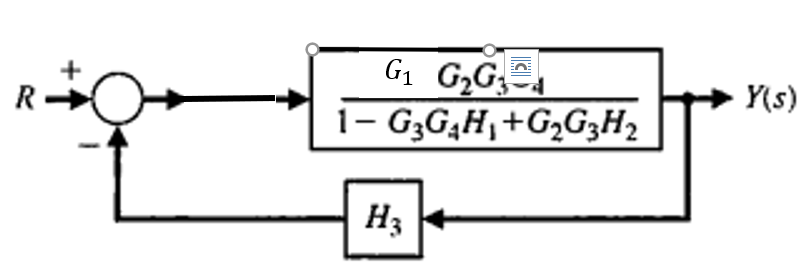 +
G₁ G₂G₃
R
Y(s)
1 − G₃G₄H₁ + G₂G₃H₂
−
H₃